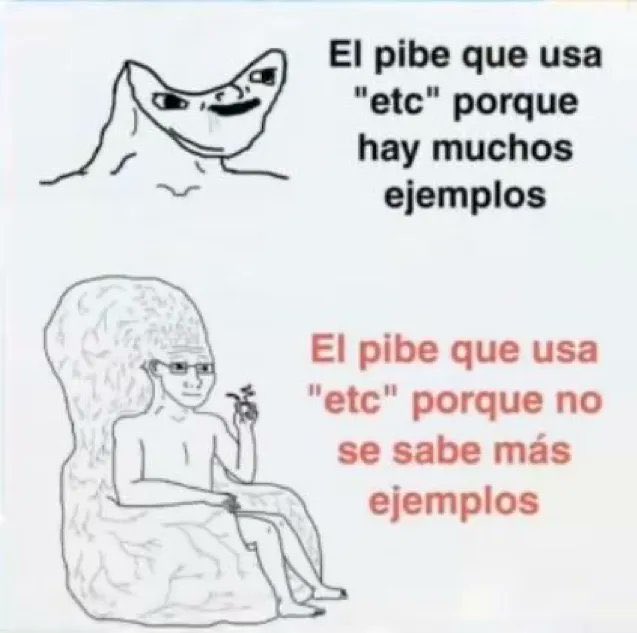 El pibe que usa
"etc" porque
hay muchos
ejemplos
El pibe que usa
"etc" porque no
se sabe más
ejemplos